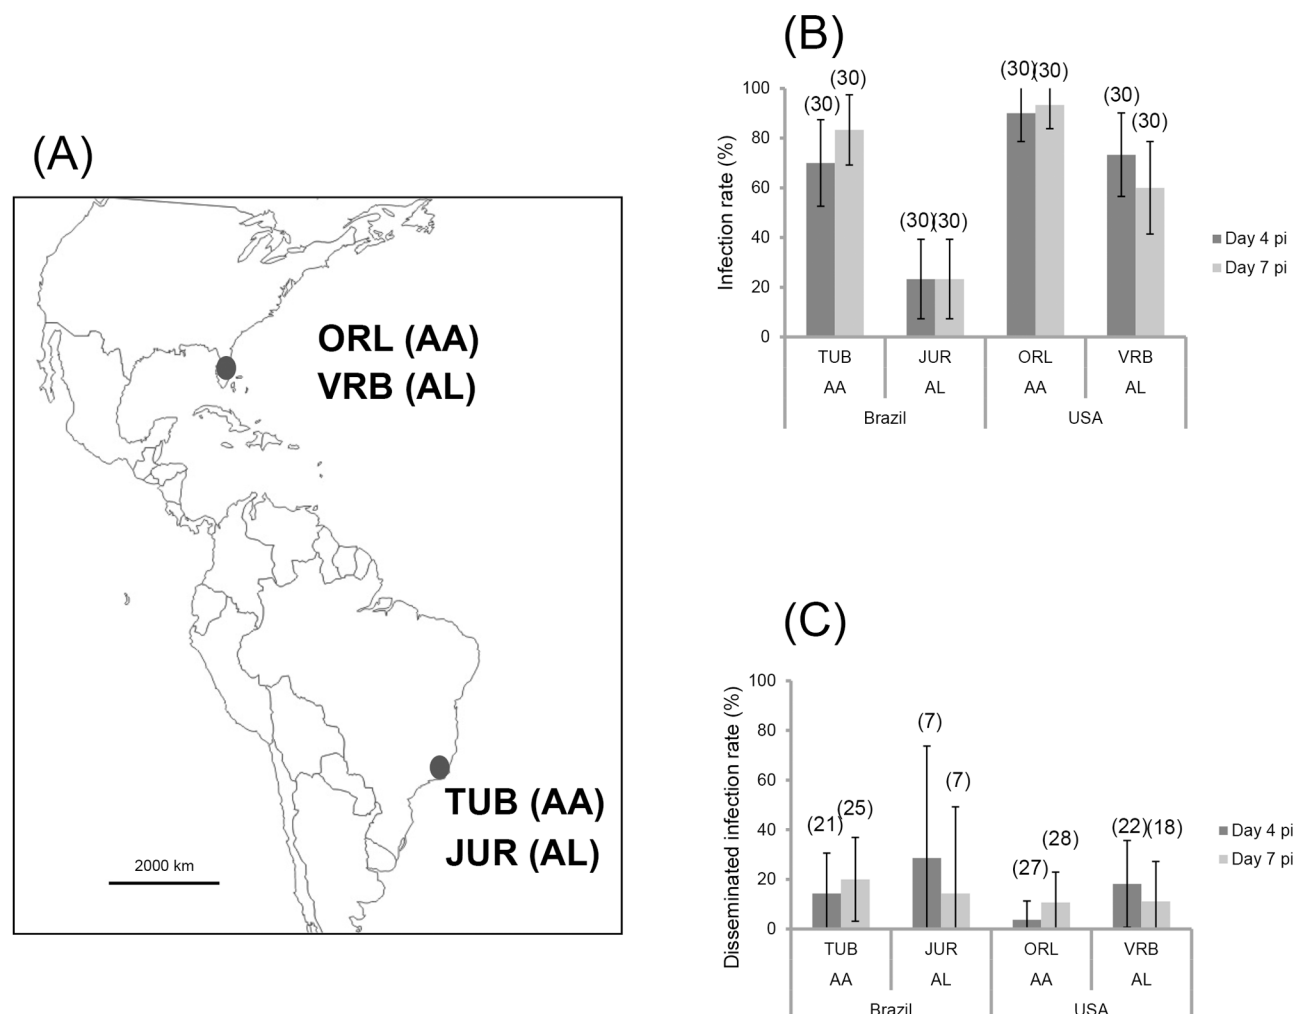 (A)
ORL (AA)
VRB (AL)
TUB (AA)
JUR (AL)
2000 km
(B)
Infection rate (%)
100
80
60
40
20
0
(30) (30) (30) (30) (30) (30) (30) (30)
Day 4 pi
Day 7 pi
TUB JUR ORL VRB
AA AL AA AL
Brazil USA
(C)
Disseminated infection rate (%)
100
80
60
40
20
0
(21) (25) (7) (7) (27) (28) (22) (18)
Day 4 pi
Day 7 pi
TUB JUR ORL VRB
AA AL AA AL
Brazil USA